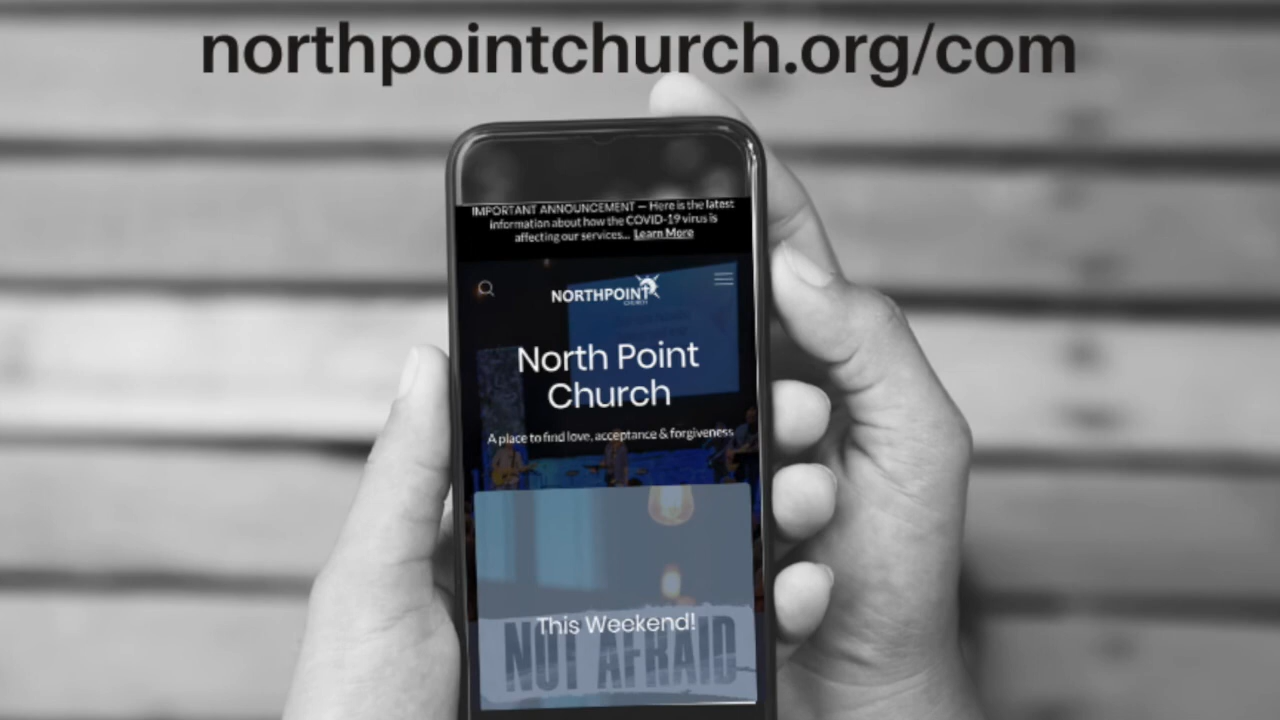 northpointchurch.org/com
IMPORTANT ANNOUNCEMENT — Here is the latest
information about how the COVID-19 virus is
affecting our services... Learn More
NORTHPOINT
CHURCH
North Point
Church
A place to find love, acceptance & forgiveness
This Weekend!
NOT AFRAID